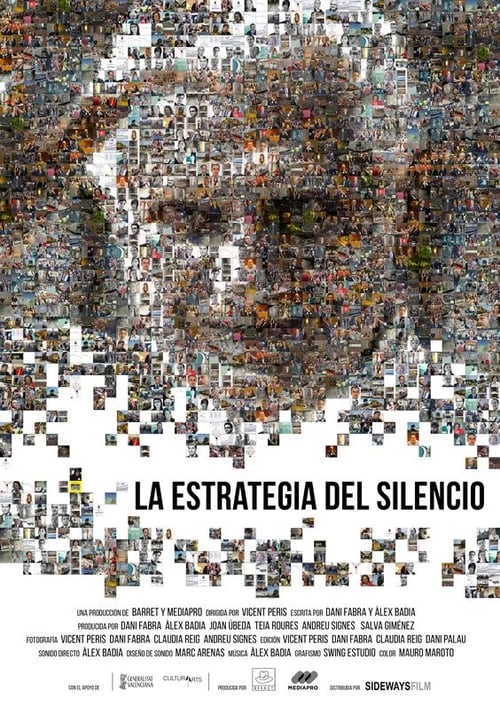 LA ESTRATEGIA DEL SILENCIO
UNA PRODUCCIÓN DE BARRET Y MEDIAPRO DIRIGIDA POR VICENT PERIS ESCRITA POR DANI FABRA Y ÀLEX BADIA
PRODUCIDA POR DANI FABRA ÀLEX BADIA JOAN ÚBEDA TEIA ROURES ANDREU SIGNES SALVA GIMÉNEZ
FOTOGRAFÍA VICENT PERIS DANI FABRA CLAUDIA REIG ANDREU SIGNES EDICIÓN VICENT PERIS DANI FABRA CLAUDIA REIG DANI PALAU
SONIDO DIRECTO ÀLEX BADIA DISEÑO DE SONIDO MARC ARENAS MÚSICA ÀLEX BADIA GRAFISMO SWING ESTUDIO COLOR MAURO MAROTO
CON EL APOYO DE GENERALITAT VALENCIANA CULTURARTS PRODUCIDA POR BARRET MEDIAPRO DISTRIBUIDA POR SIDEWAYSFILM